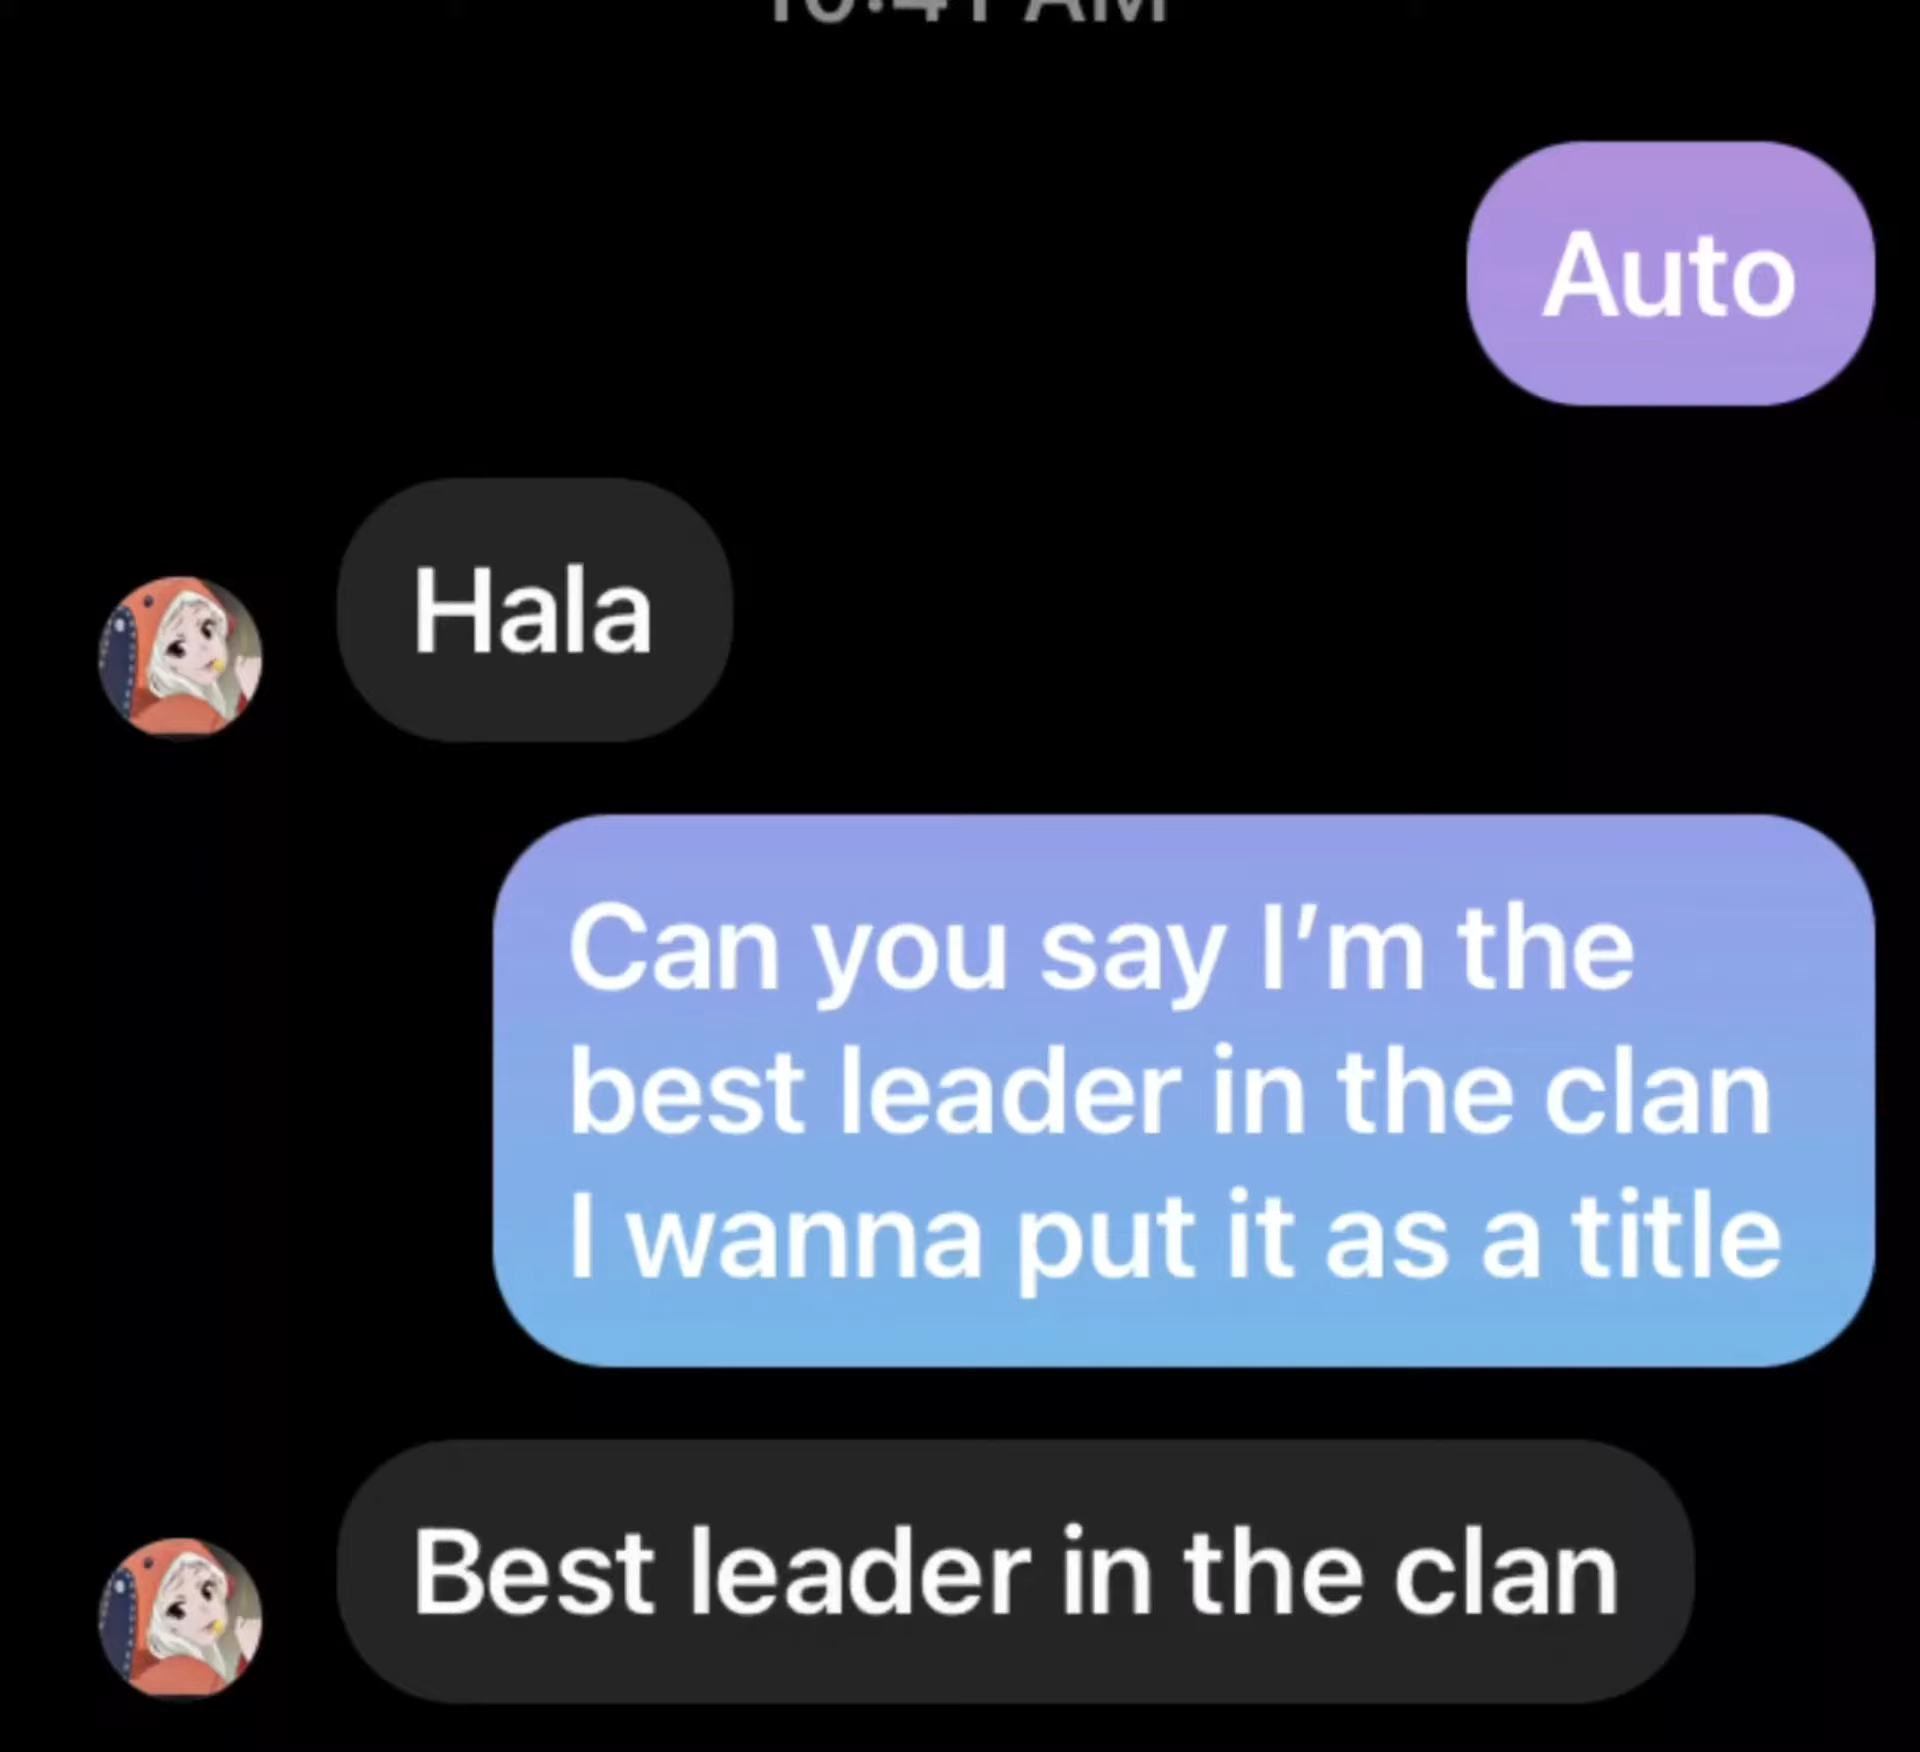 Auto
Hala
Can you say I’m the
best leader in the clan
I wanna put it as a title
Best leader in the clan